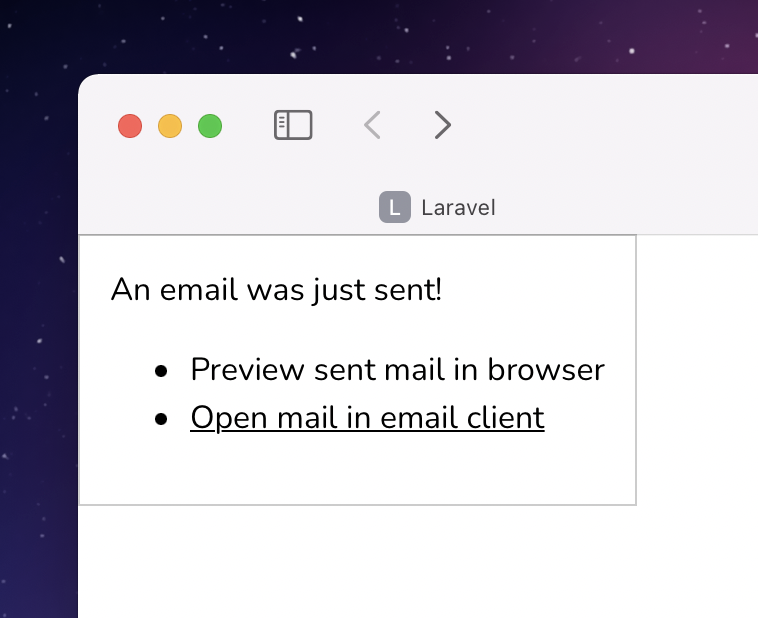 L Laravel
An email was just sent!
Preview sent mail in browser
Open mail in email client